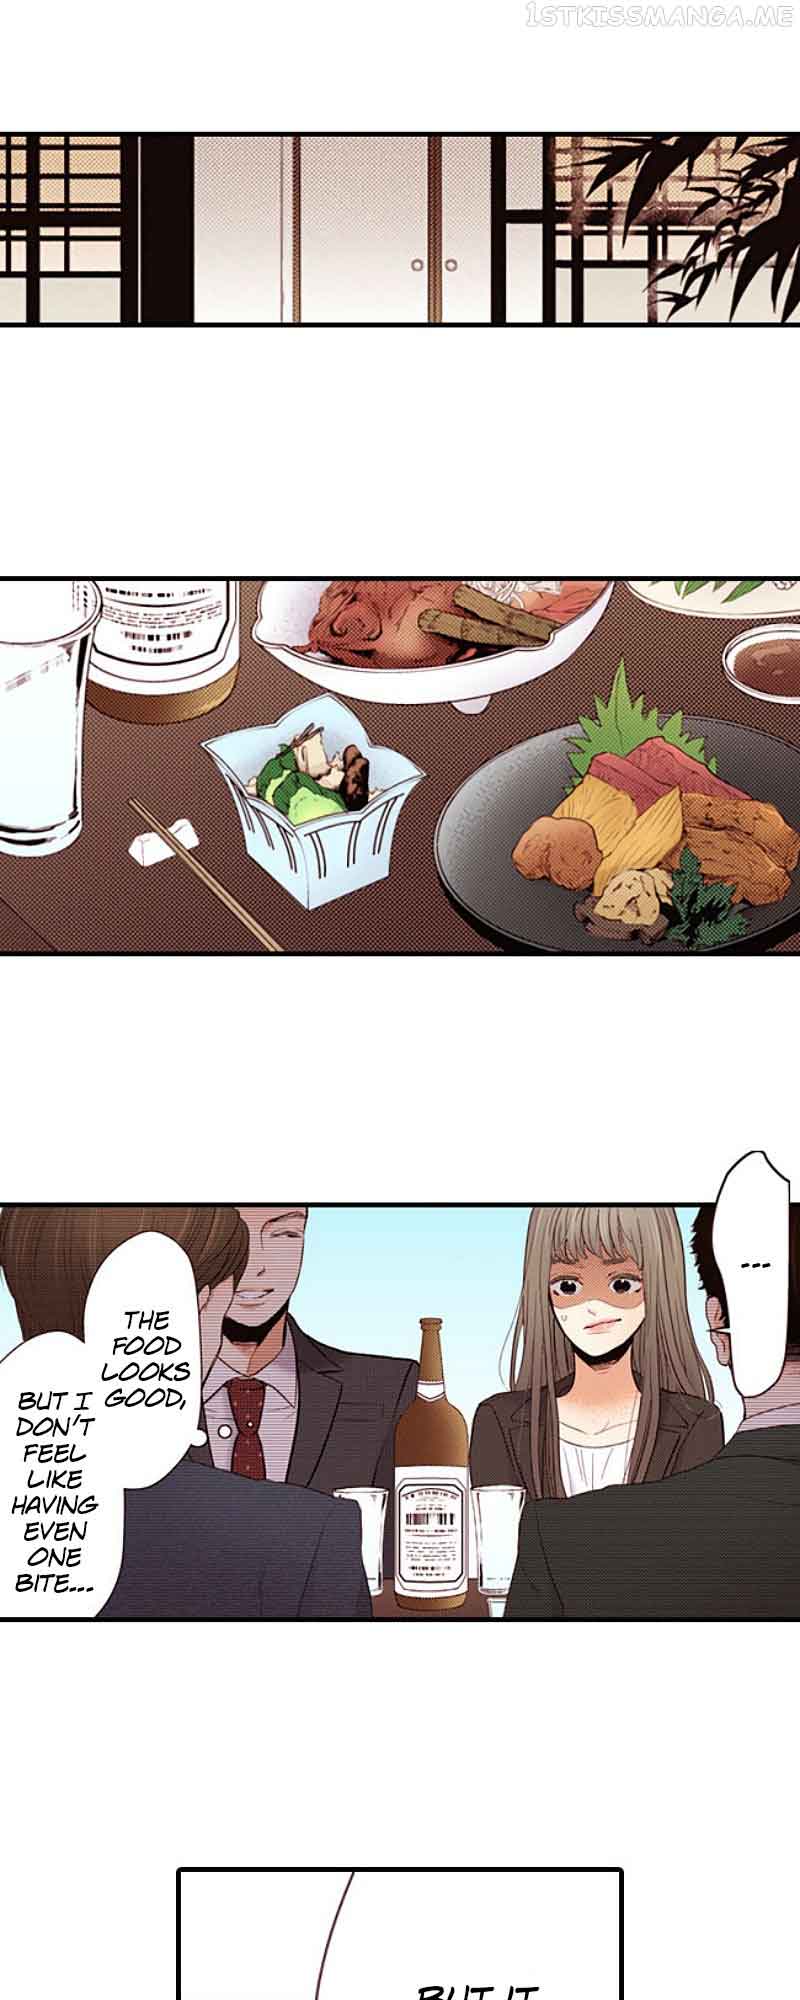 1STKISSMANGA.ME
...
THE
FOOD
LOOKS
GOOD,
BUT I
DON'T
FEEL
LIKE
HAVING
EVEN
ONE
BITE...
BUT IT